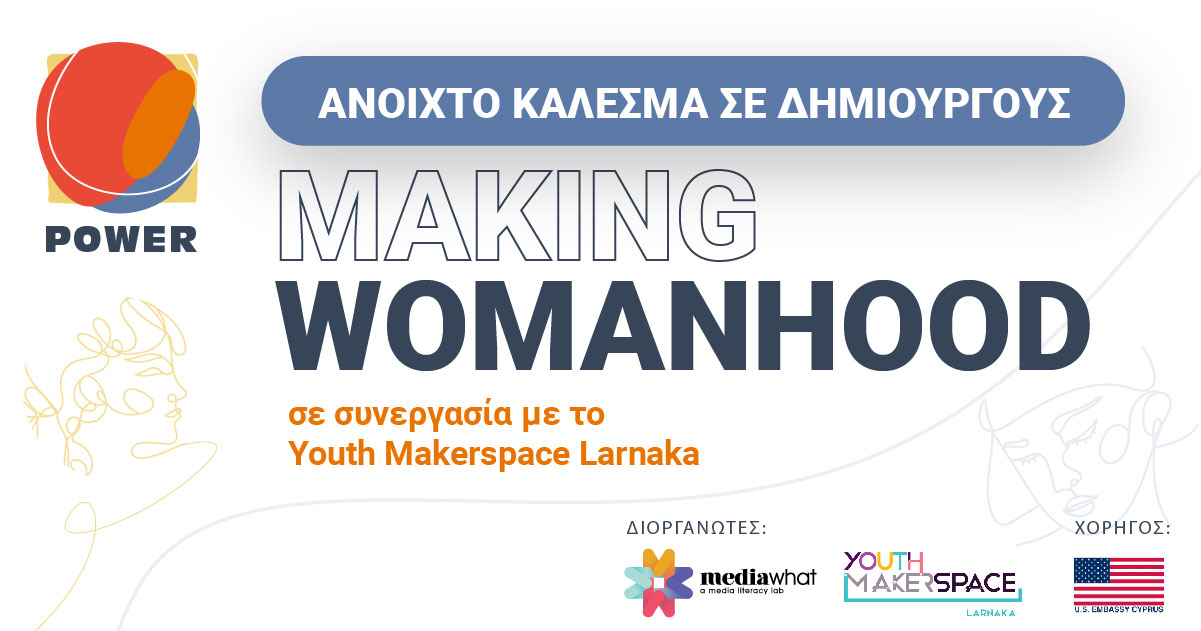 ΑΝΟΙΧΤΟ ΚΑΛΕΣΜΑ ΣΕ ΔΗΜΙΟΥΡΓΟΥΣ
POWER
MAKING
WOMANHOOD
σε συνεργασία με το
Youth Makerspace Larnaka
ΔΙΟΡΓΑΝΩΤΕΣ:
mediawhat
a media literacy lab
YOUTH
MAKERSPACE
LARNAKA
ΧΟΡΗΓΟΣ:
U.S. EMBASSY CYPRUS